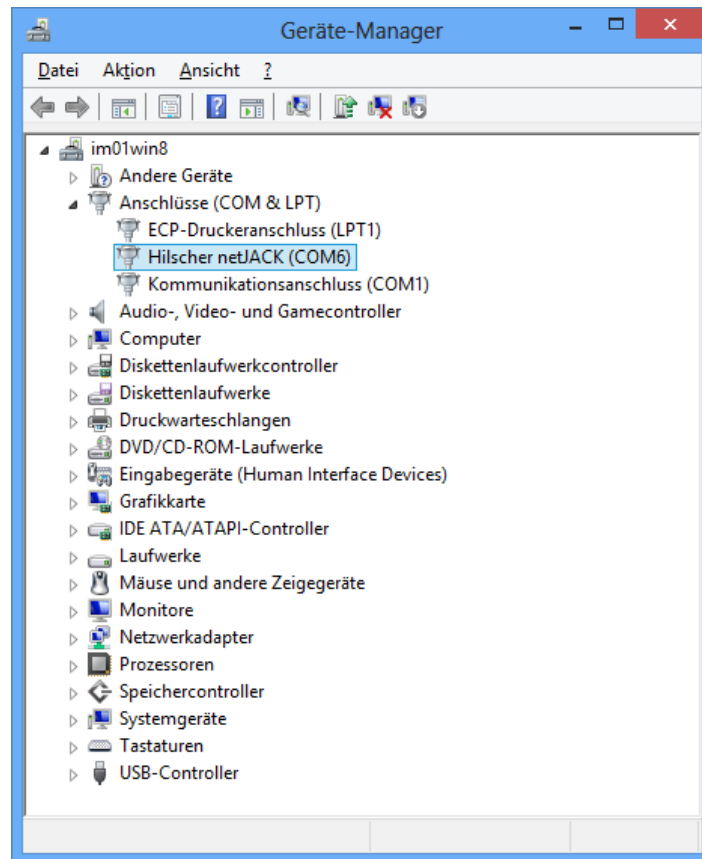 Geräte-Manager
Datei Aktion Ansicht ?
im01win8
Andere Geräte
Anschlüsse (COM & LPT)
ECP-Druckeranschluss (LPT1)
Hilscher netJACK (COM6)
Kommunikationsanschluss (COM1)
Audio-, Video- und Gamecontroller
Computer
Diskettenlaufwerkcontroller
Diskettenlaufwerke
Druckwarteschlangen
DVD/CD-ROM-Laufwerke
Eingabegeräte (Human Interface Devices)
Grafikkarte
IDE ATA/ATAPI-Controller
Laufwerke
Mäuse und andere Zeigegeräte
Monitore
Netzwerkadapter
Prozessoren
Speichercontroller
Systemgeräte
Tastaturen
USB-Controller